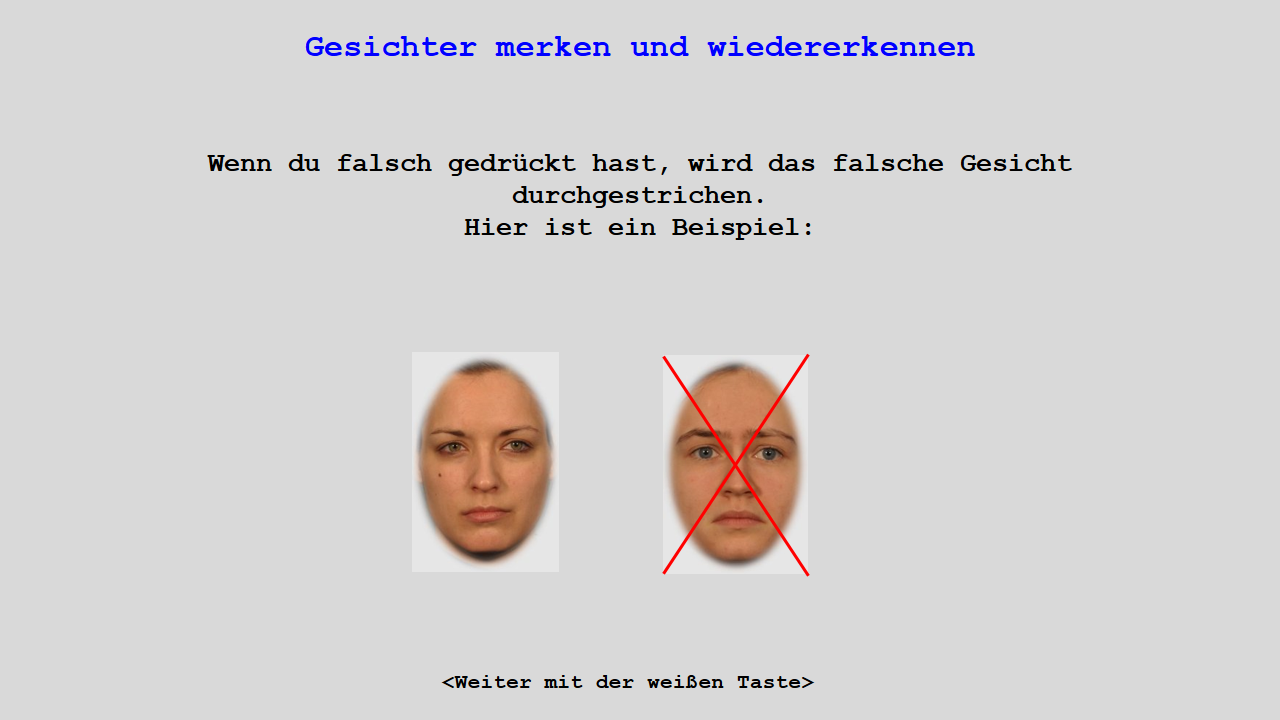 Gesichter merken und wiedererkennen
Wenn du falsch gedrückt hast, wird das falsche Gesicht
durchgestrichen.
Hier ist ein Beispiel:
<Weiter mit der weißen Taste>